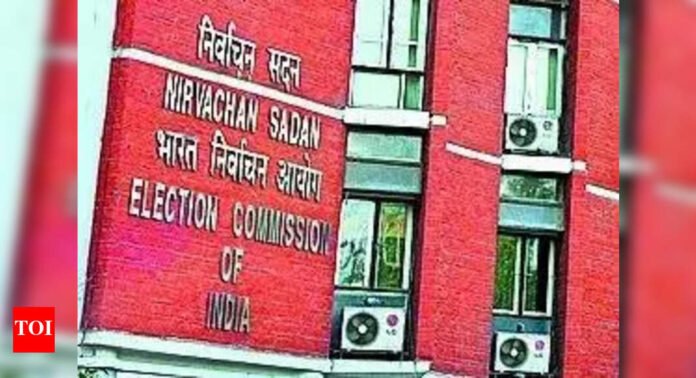 निर्वाचन सदन
NIRVACHAN SADAN
भारत निर्वाचन आयोग
ELECTION COMMISSION
OF
INDIA
TOI